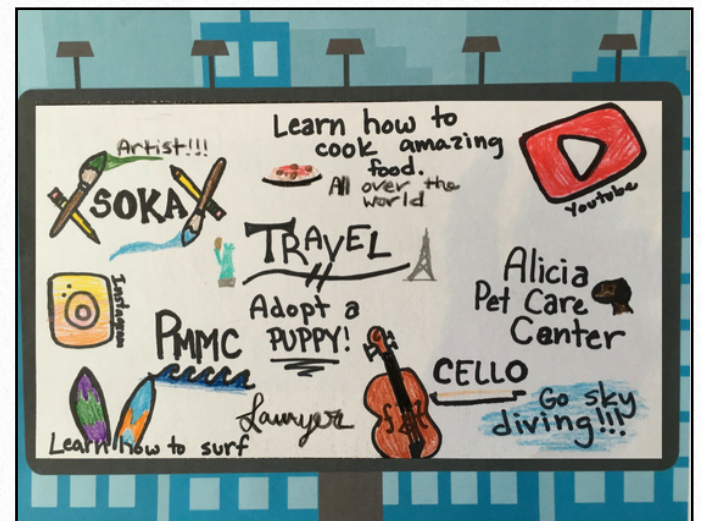 Artist!!!
SOKA
Learn how to
cook amazing
food.
All over the
world
Youtube
TRAVEL
Instagram
PMMC
Adopt a
PUPPY!
Alicia
Pet Care
Center
CELLO
Lawyer
Go sky
diving!!!
Learn how to surf